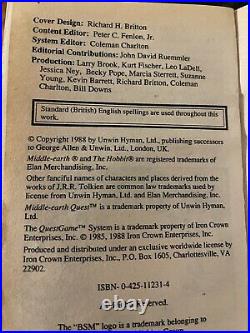 Cover Design: Richard H. Britton
Content Editor: Peter C. Fenlon, Jr.
System Editor: Coleman Charlton
Editorial Contributions: John David Ruemmler
Production: Larry Brook, Kurt Fischer, Leo LaDell,
Jessica Ney, Becky Pope, Marcia Sterrett, Suzanne
Young, Kevin Barrett, Richard Britton, Coleman
Charlton, Bill Downs
Standard (British) English spellings are used throughout this
work.
© Copyright 1988 by Unwin Hyman, Ltd., publishing successors
to George Allen & Unwin, Ltd., London, UK.
Middle-earth ® and The Hobbit® are registered trademarks of
Elan Merchandising, Inc.
Other fanciful names of characters and places derived from the
works of J.R.R. Tolkien are common law trademarks used by
license from Unwin Hyman, Ltd. and Elan Merchandising, Inc.
Middle-earth Quest™ is a trademark of Unwin Hyman,
Ltd.
The QuestGame™ System is a property of Iron Crown
Enterprises, Inc. © 1985, 1988 Iron Crown Enterprises, Inc.
Produced and distributed under an exclusive worldwide license by
Iron Crown Enterprises, Inc., P.O. Box 1605, Charlottesville, VA
22902.
ISBN: 0-425-11231-4
served.
The "BSM" logo is a trademark belonging to